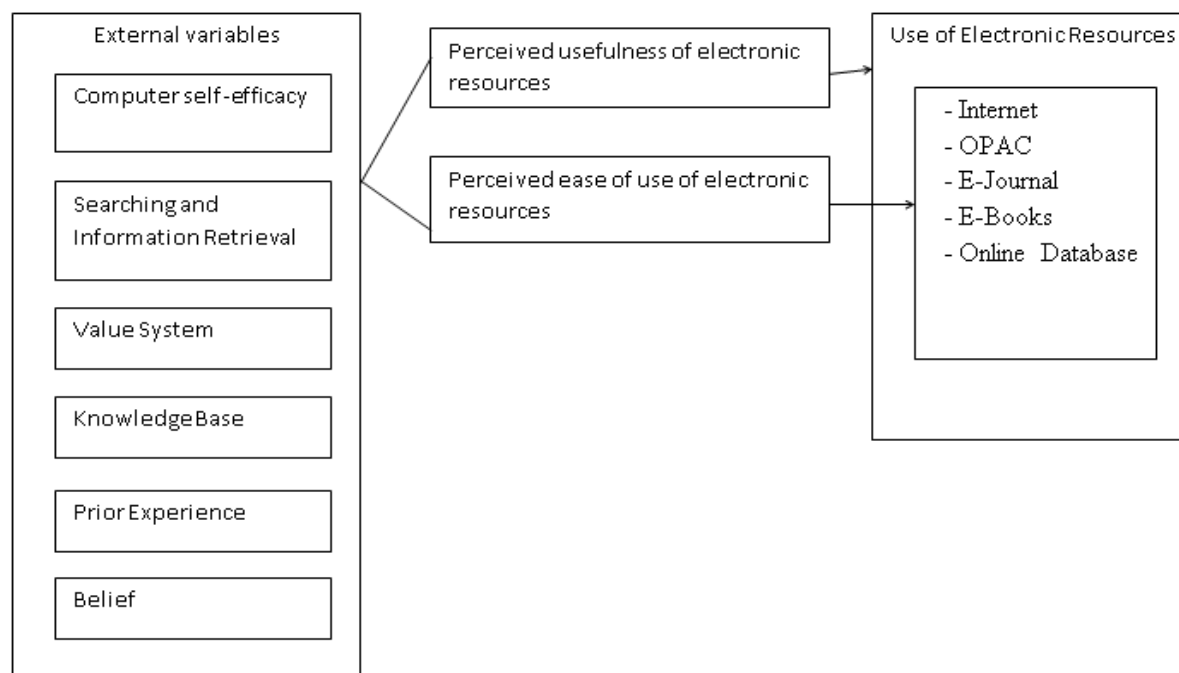 External variables
Computer self-efficacy
Searching and
Information Retrieval
Value System
Knowledge Base
Prior Experience
Belief
Perceived usefulness of electronic
resources
Perceived ease of use of electronic
resources
Use of Electronic Resources
- Internet
- OPAC
- E-Journal
- E-Books
- Online Database